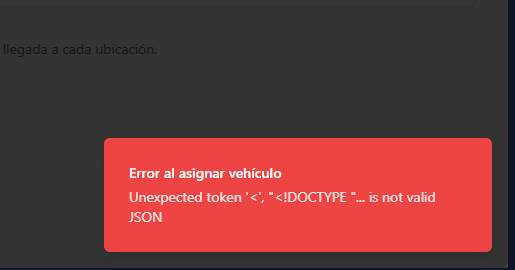 llegada a cada ubicación.
Error al asignar vehículo
Unexpected token '<', "<!DOCTYPE "... is not valid
JSON